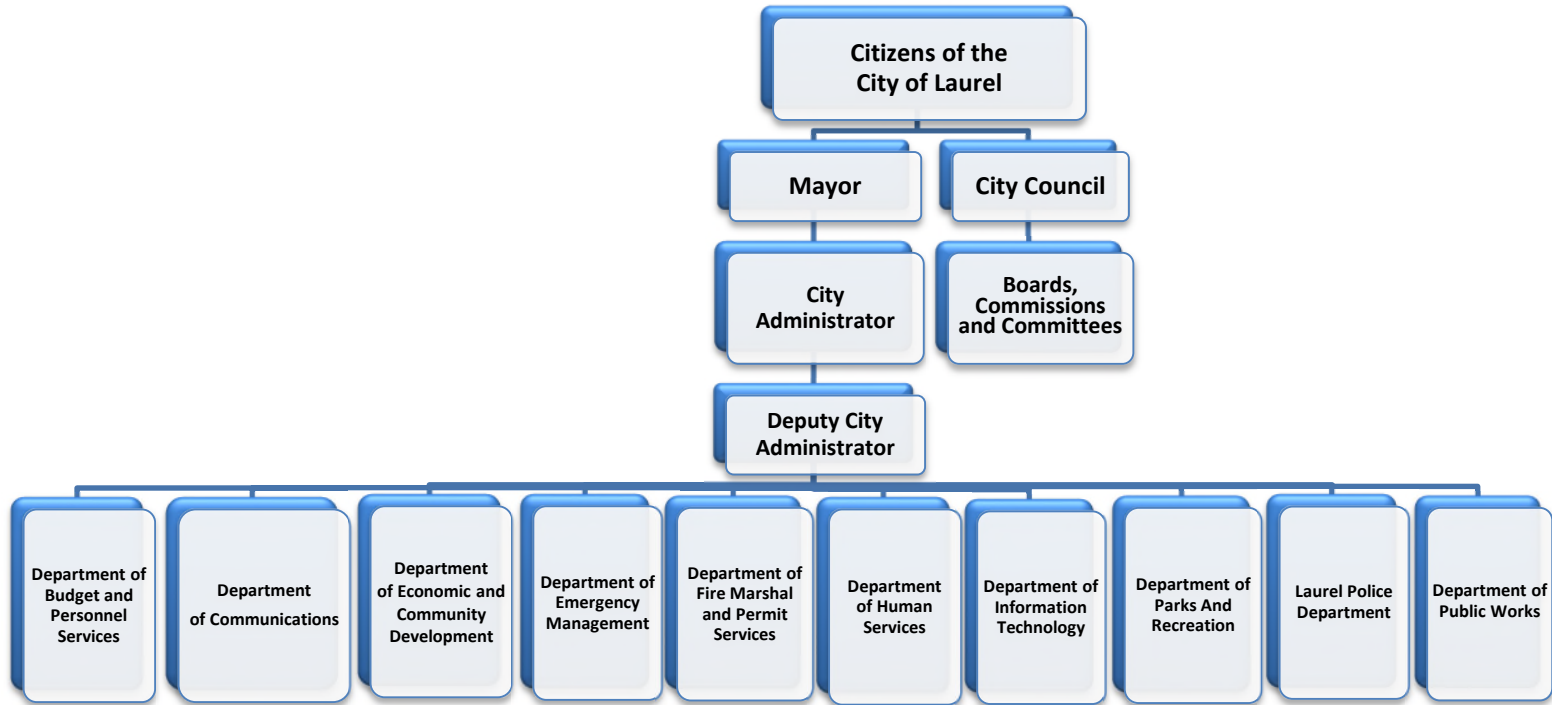 Citizens of the
City of Laurel
Mayor
City Council
City
Administrator
Boards,
Commissions
and Committees
Deputy City
Administrator
Department of
Budget and
Personnel
Services
Department
of Communications
Department
of Economic and
Community
Development
Department of
Emergency
Management
Department of
Fire Marshal
and Permit
Services
Department
of Human
Services
Department of
Information
Technology
Department of
Parks And
Recreation
Laurel Police
Department
Department of
Public Works